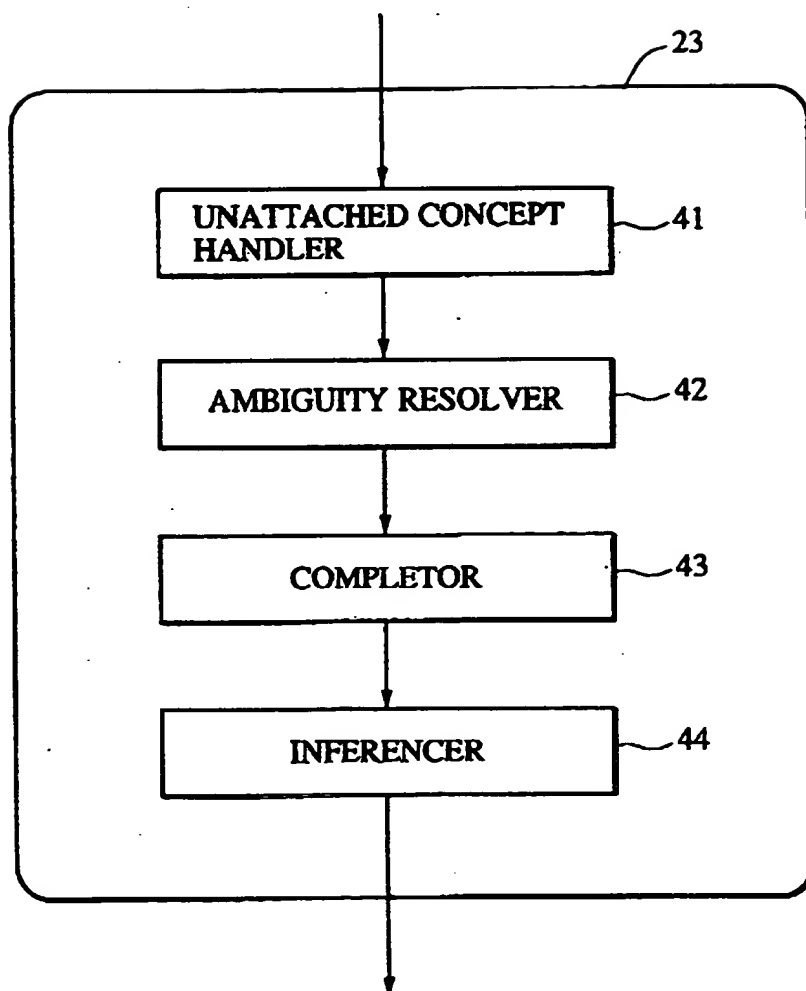 23
UNATTACHED CONCEPT
HANDLER
41
AMBIGUITY RESOLVER
42
COMPLETOR
43
INFERENCER
44